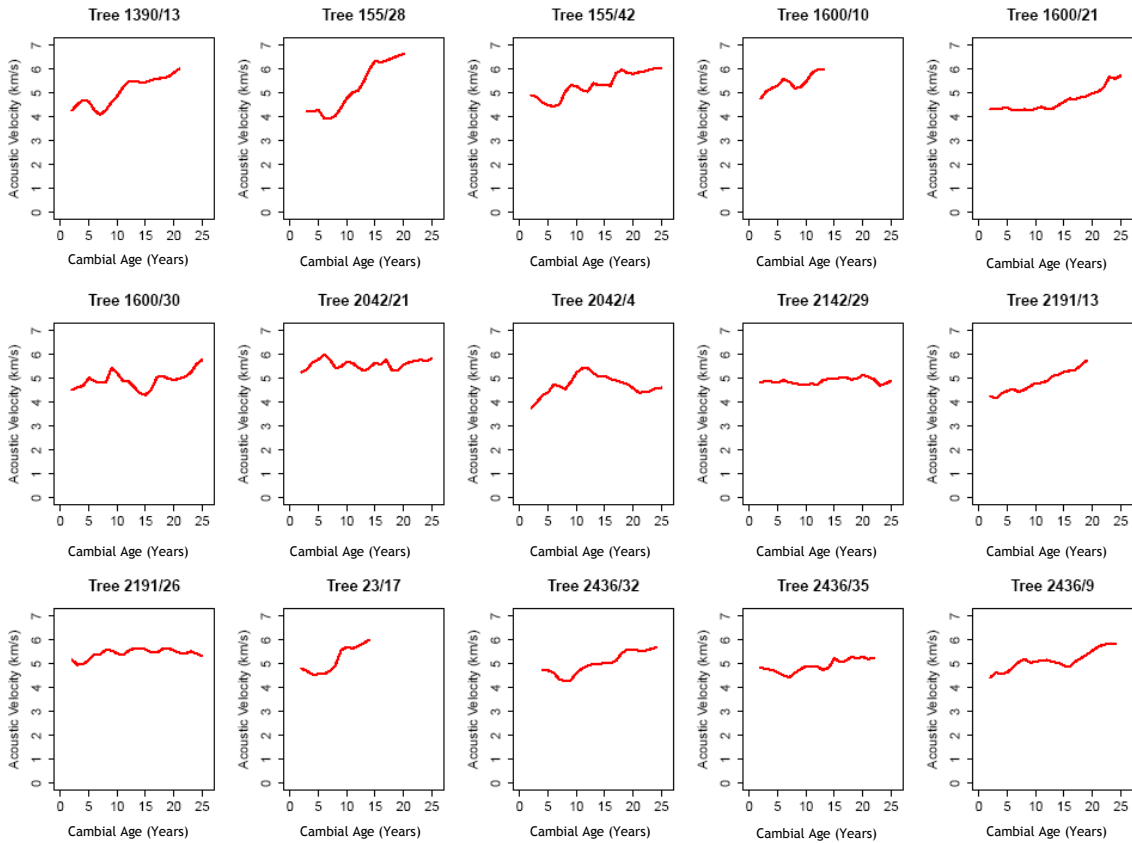 Tree 1390/13
Tree 155/28
Tree 155/42
Tree 1600/10
Tree 1600/21
Acoustic Velocity (km/s)
0 1 2 3 4 5 6 7
0 5 10 15 20 25
Cambial Age (Years)
Acoustic Velocity (km/s)
0 1 2 3 4 5 6 7
0 5 10 15 20 25
Cambial Age (Years)
Acoustic Velocity (km/s)
0 1 2 3 4 5 6 7
0 5 10 15 20 25
Cambial Age (Years)
Acoustic Velocity (km/s)
0 1 2 3 4 5 6 7
0 5 10 15 20 25
Cambial Age (Years)
Acoustic Velocity (km/s)
0 1 2 3 4 5 6 7
0 5 10 15 20 25
Cambial Age (Years)
Tree 1600/30
Tree 2042/21
Tree 2042/4
Tree 2142/29
Tree 2191/13
Acoustic Velocity (km/s)
0 1 2 3 4 5 6 7
0 5 10 15 20 25
Cambial Age (Years)
Acoustic Velocity (km/s)
0 1 2 3 4 5 6 7
0 5 10 15 20 25
Cambial Age (Years)
Acoustic Velocity (km/s)
0 1 2 3 4 5 6 7
0 5 10 15 20 25
Cambial Age (Years)
Acoustic Velocity (km/s)
0 1 2 3 4 5 6 7
0 5 10 15 20 25
Cambial Age (Years)
Acoustic Velocity (km/s)
0 1 2 3 4 5 6 7
0 5 10 15 20 25
Cambial Age (Years)
Tree 2191/26
Tree 23/17
Tree 2436/32
Tree 2436/35
Tree 2436/9
Acoustic Velocity (km/s)
0 1 2 3 4 5 6 7
0 5 10 15 20 25
Cambial Age (Years)
Acoustic Velocity (km/s)
0 1 2 3 4 5 6 7
0 5 10 15 20 25
Cambial Age (Years)
Acoustic Velocity (km/s)
0 1 2 3 4 5 6 7
0 5 10 15 20 25
Cambial Age (Years)
Acoustic Velocity (km/s)
0 1 2 3 4 5 6 7
0 5 10 15 20 25
Cambial Age (Years)
Acoustic Velocity (km/s)
0 1 2 3 4 5 6 7
0 5 10 15 20 25
Cambial Age (Years)